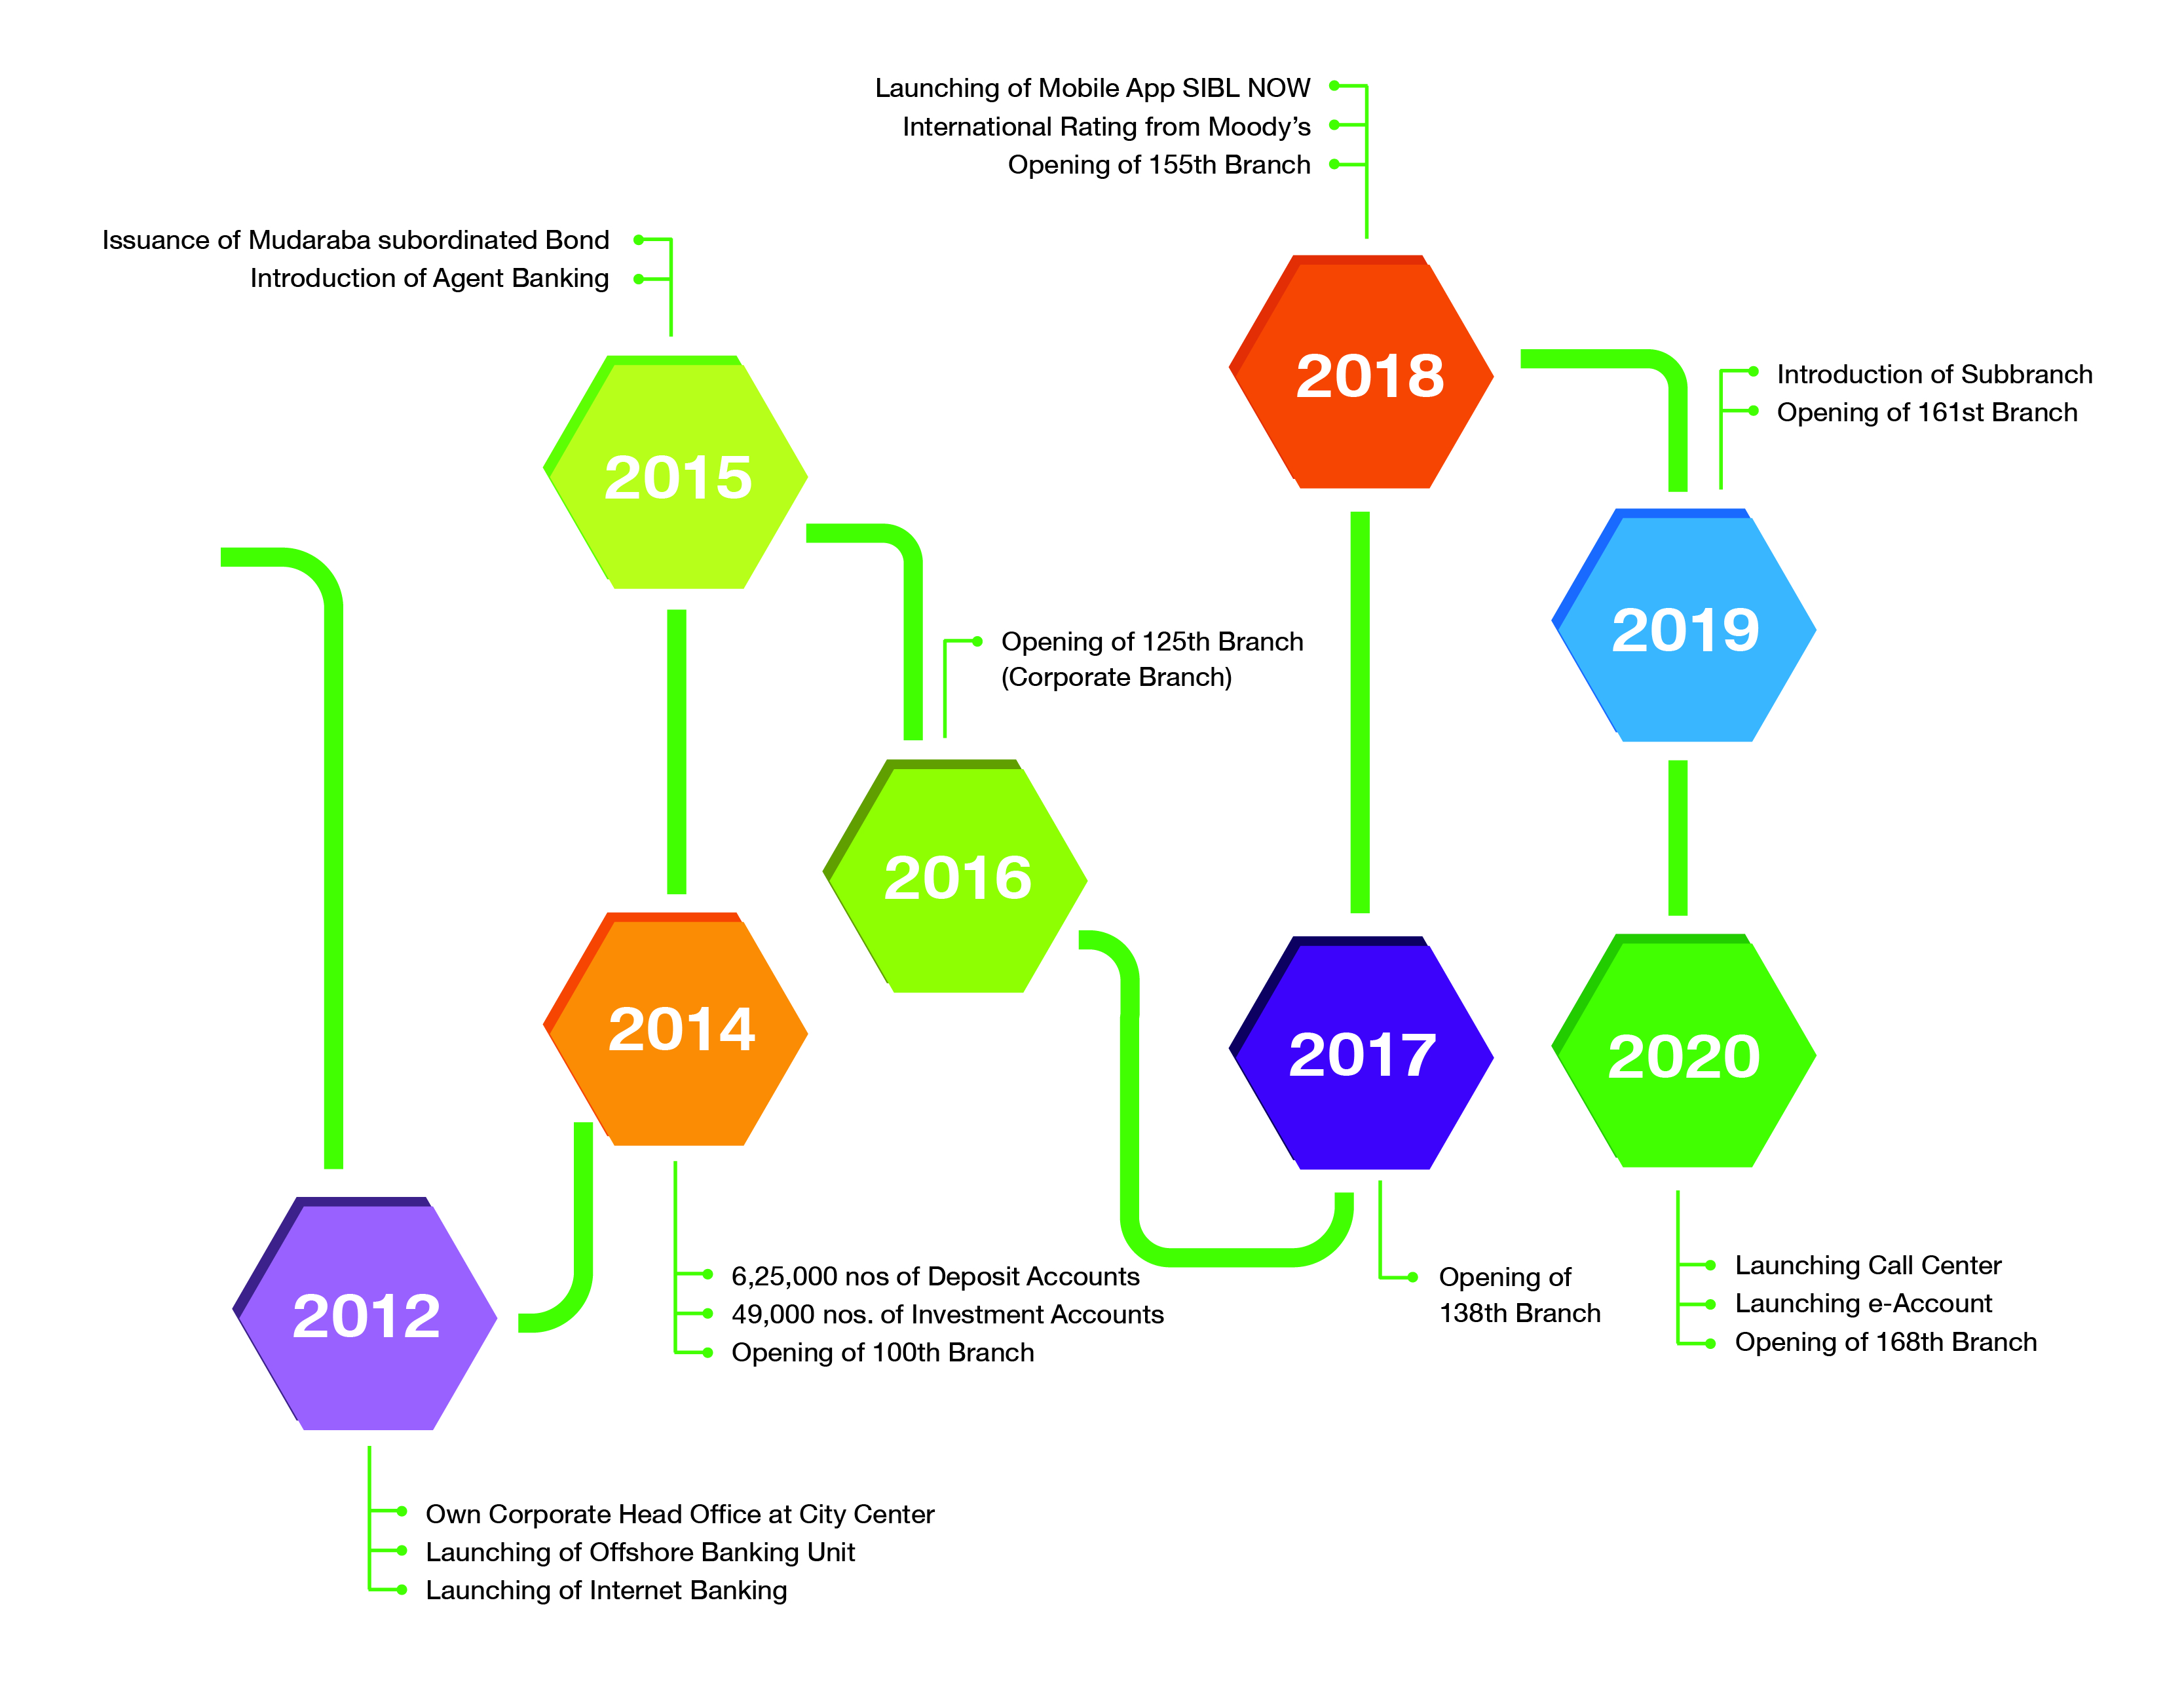 Launching of Mobile App SIBL NOW
International Rating from Moody’s
Opening of 155th Branch
2018
Issuance of Mudaraba subordinated Bond
Introduction of Agent Banking
2015
Introduction of Subbranch
Opening of 161st Branch
2019
Opening of 125th Branch
(Corporate Branch)
2016
2014
6,25,000 nos of Deposit Accounts
49,000 nos. of Investment Accounts
Opening of 100th Branch
2017
Opening of
138th Branch
2020
Launching Call Center
Launching e-Account
Opening of 168th Branch
2012
Own Corporate Head Office at City Center
Launching of Offshore Banking Unit
Launching of Internet Banking